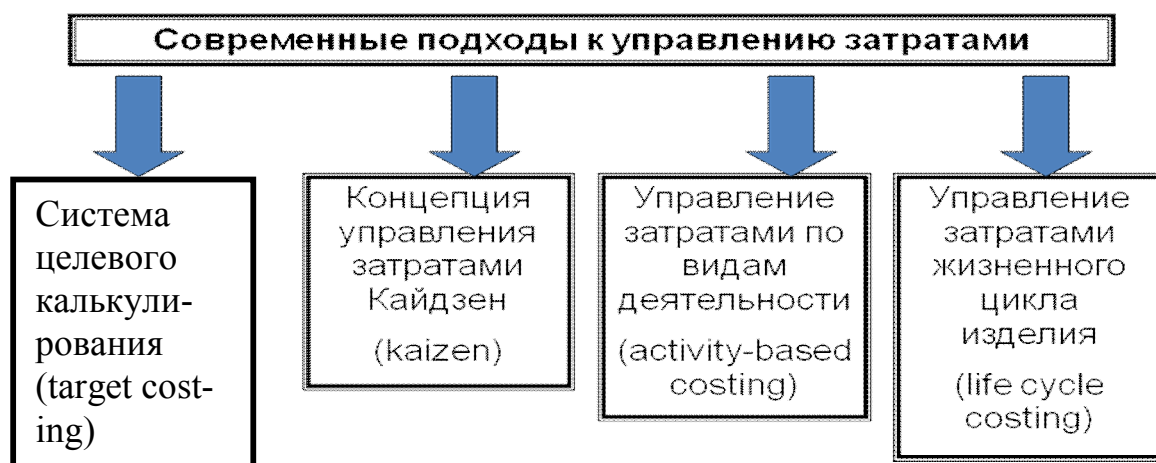 Современные подходы к управлению затратами
Система
целевого
калькули-
рования
(target cost-
ing)
Концепция
управления
затратами
Кайдзен
(kaizen)
Управление
затратами по
видам
деятельности
(activity-based
costing)
Управление
затратами
жизненного
цикла
изделия
(life cycle
costing)